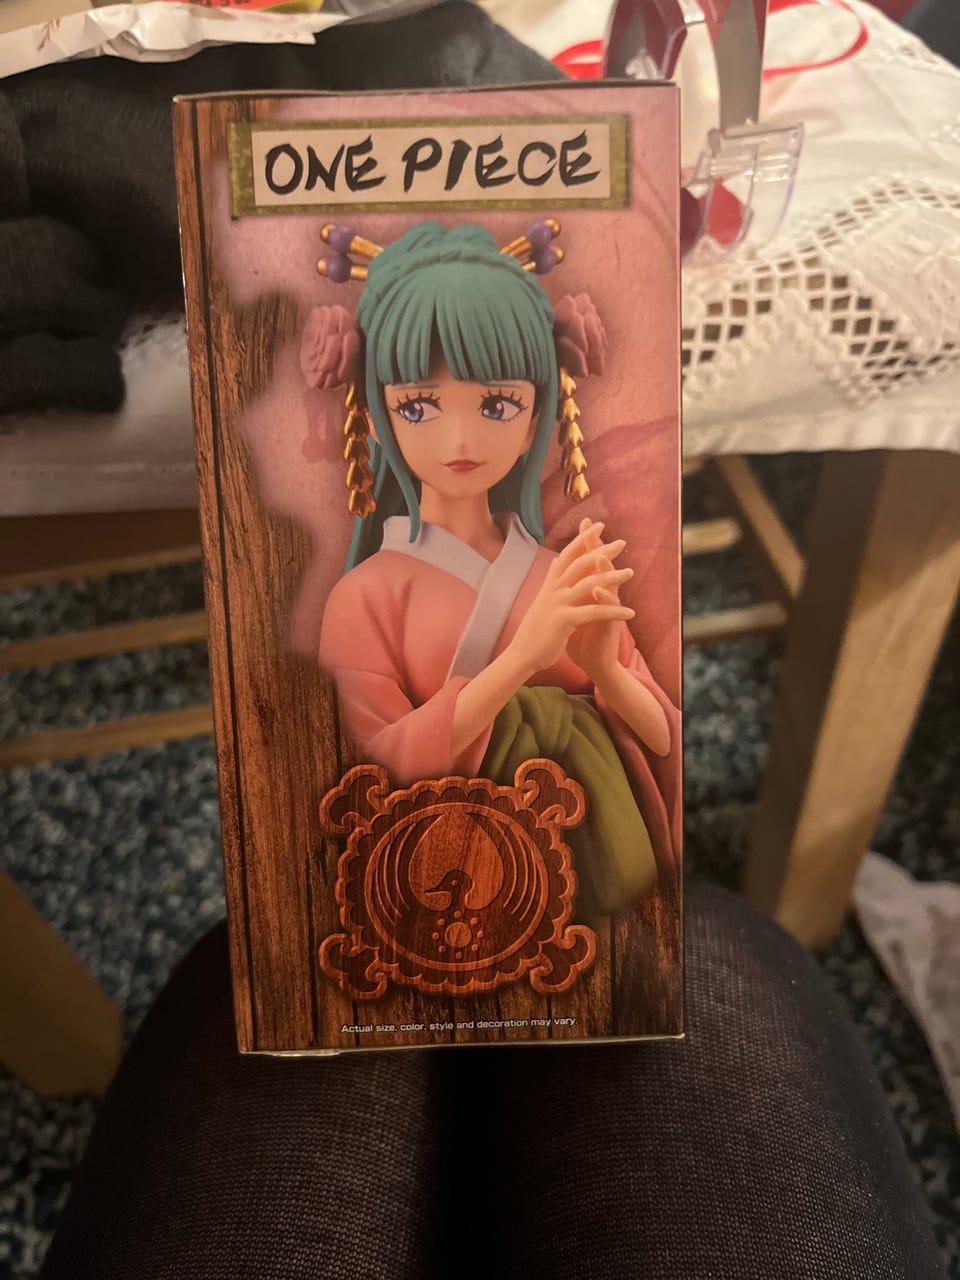 ONE PIECE
Actual size, color, style and decoration may vary.